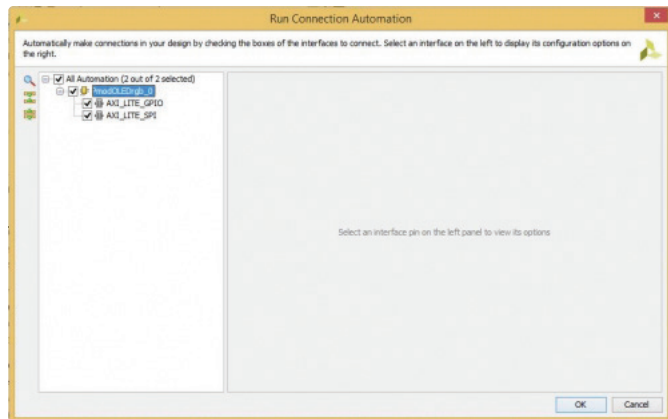 Run Connection Automation
Automatically make connections in your design by checking the boxes of the interfaces to connect. Select an interface on the left to display its configuration options on
the right.
All Automation (2 out of 2 selected)
PmodOLEDrgb_0
AXI_LITE_GPIO
AXI_LITE_SPI
Select an interface pin on the left panel to view its options
OK
Cancel